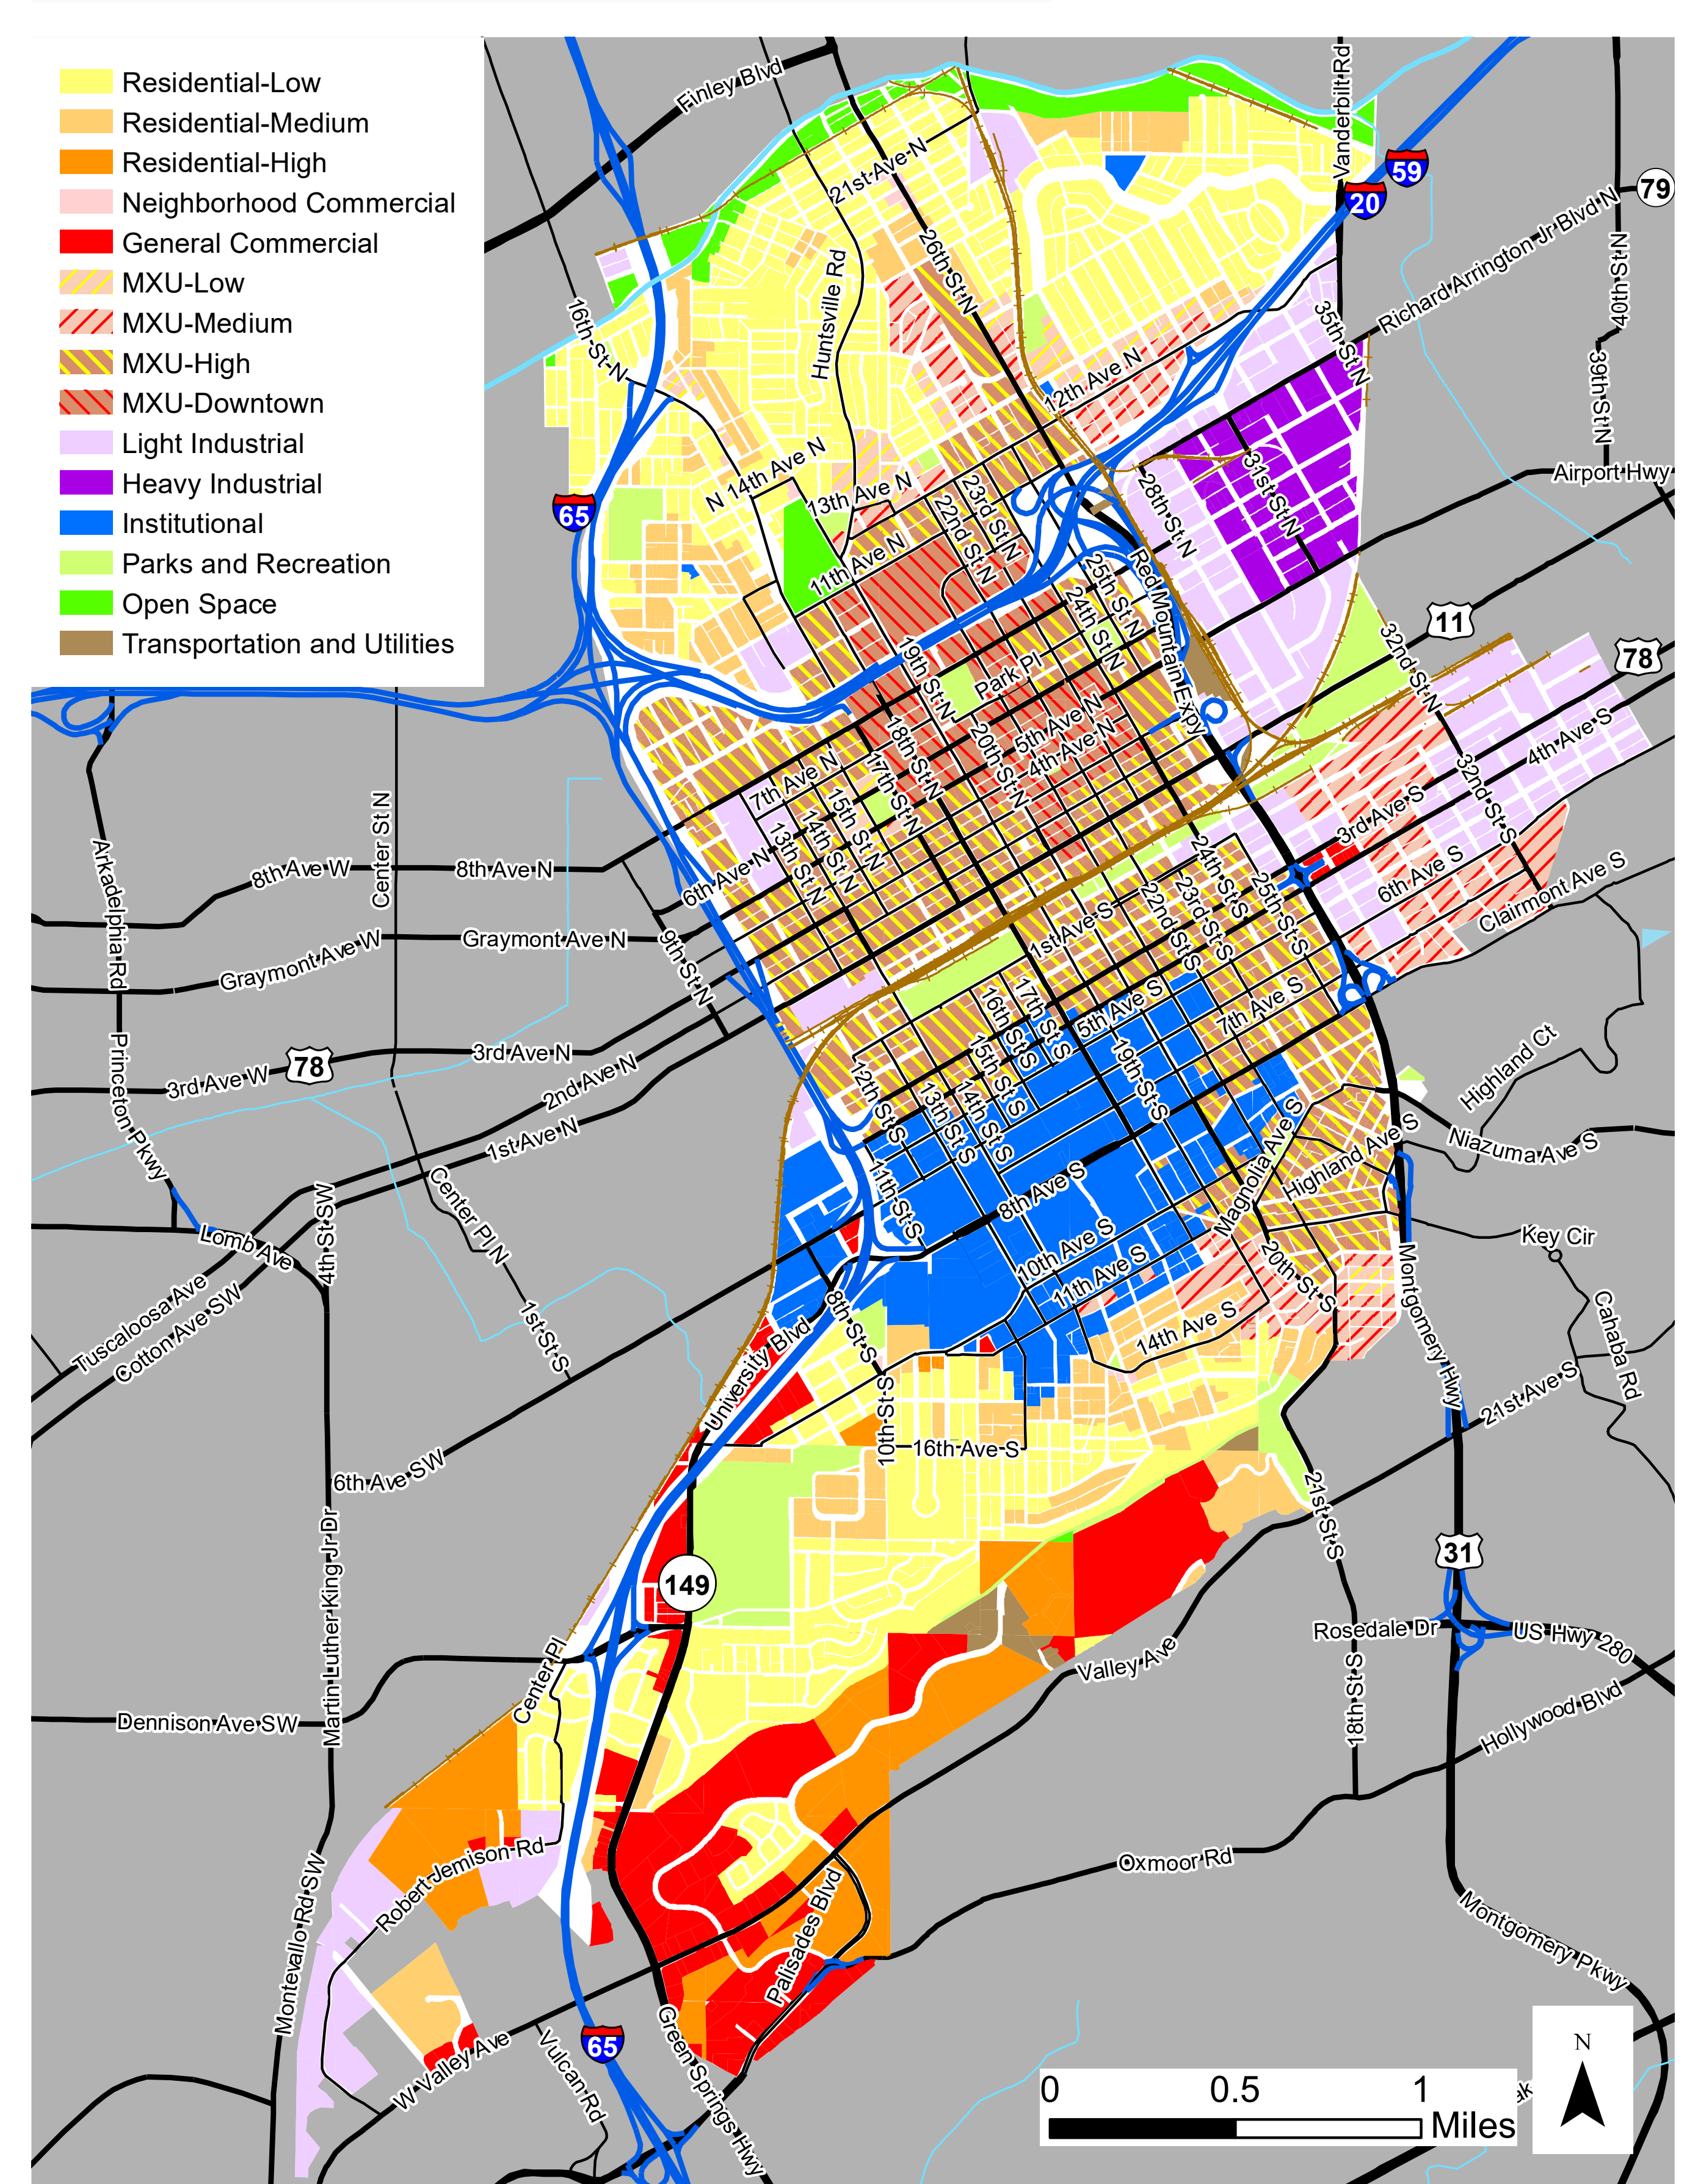 Residential-Low
Residential-Medium
Residential-High
Neighborhood Commercial
General Commercial
MXU-Low
MXU-Medium
MXU-High
MXU-Downtown
Light Industrial
Heavy Industrial
Institutional
Parks and Recreation
Open Space
Transportation and Utilities
Finley Blvd
Vanderbilt Rd
59
20
79
21st Ave N
Richard Arrington Jr Blvd N
40th St N
26th St N
Huntsville Rd
16th St N
35th St N
39th St N
12th Ave N
N 14th Ave N
13th Ave N
Airport Hwy
65
23rd St N
22nd St N
28th St N
31st St N
11th Ave N
25th St N
24th St N
Red Mountain Expy
11
78
32nd St N
19th St N
Park Pl
5th Ave N
4th Ave N
18th St N
20th St N
17th St N
7th Ave N
15th St N
14th St N
13th St N
6th Ave N
4th Ave S
32nd St S
3rd Ave S
Center St N
Arkadelphia Rd
8th Ave W
8th Ave N
6th Ave S
Clairmont Ave S
24th St S
25th St S
23rd St S
22nd St S
1st Ave S
Graymont Ave W
Graymont Ave N
9th St N
17th St S
16th St S
15th St S
5th Ave S
7th Ave S
19th St S
Princeton Pkwy
78
3rd Ave N
3rd Ave W
2nd Ave N
1st Ave N
12th St S
13th St S
14th St S
Highland Ct
Niazuma Ave S
Highland Ave S
Magnolia Ave S
11th St S
8th Ave S
10th Ave S
11th Ave S
Center Pl N
4th St SW
Lomb Ave
Key Cir
20th St S
Montgomery Hwy
Cahaba Rd
14th Ave S
8th St S
University Blvd
1st St S
Tuscaloosa Ave
Cotton Ave SW
21st Ave S
10th St S
16th Ave S
6th Ave SW
21st St S
31
149
Martin Luther King Jr Dr
Rosedale Dr
US Hwy 280
18th St S
Valley Ave
Center Pl
Dennison Ave SW
Hollywood Blvd
Robert Jemison Rd
Oxmoor Rd
Montevallo Rd SW
Palisades Blvd
Montgomery Pkwy
65
W Valley Ave
Vulcan Rd
Green Springs Hwy
N
0
0.5
1
Miles